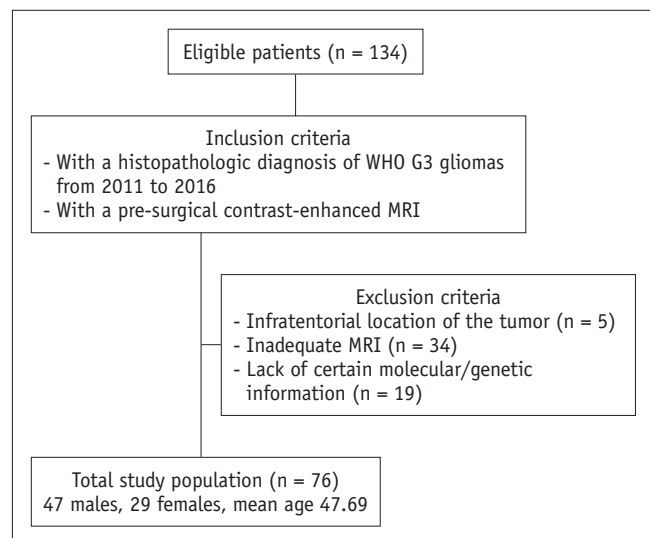 Eligible patients (n = 134)
Inclusion criteria
- With a histopathologic diagnosis of WHO G3 gliomas
from 2011 to 2016
- With a pre-surgical contrast-enhanced MRI
Exclusion criteria
- Infratentorial location of the tumor (n = 5)
- Inadequate MRI (n = 34)
- Lack of certain molecular/genetic
information (n = 19)
Total study population (n = 76)
47 males, 29 females, mean age 47.69